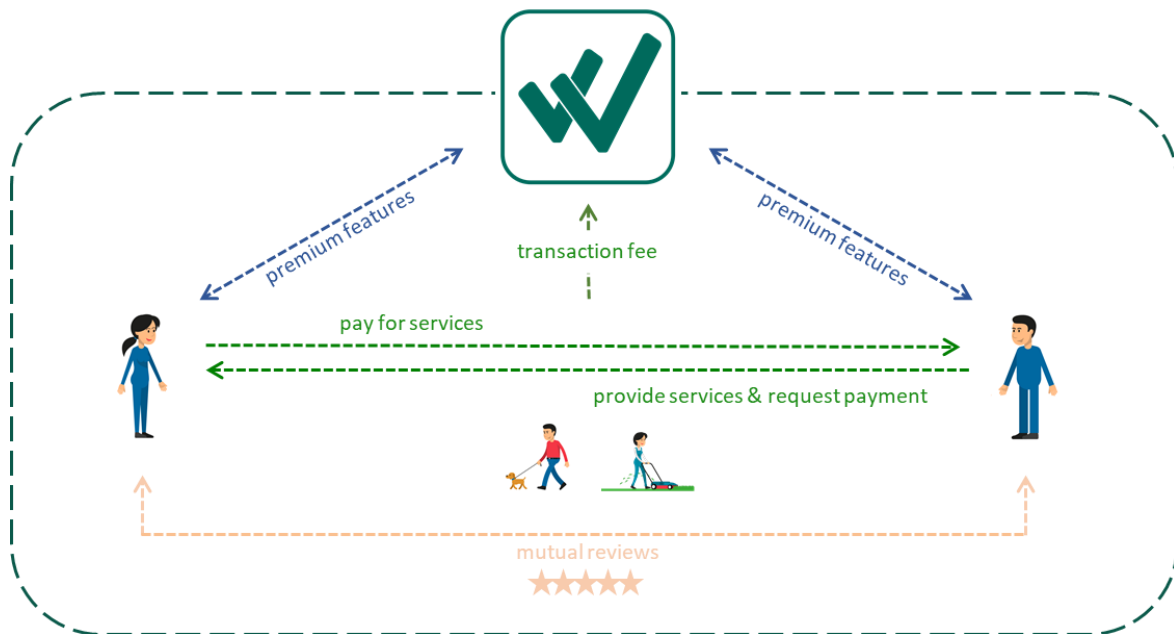 premium features
premium features
transaction fee
pay for services
provide services & request payment
mutual reviews